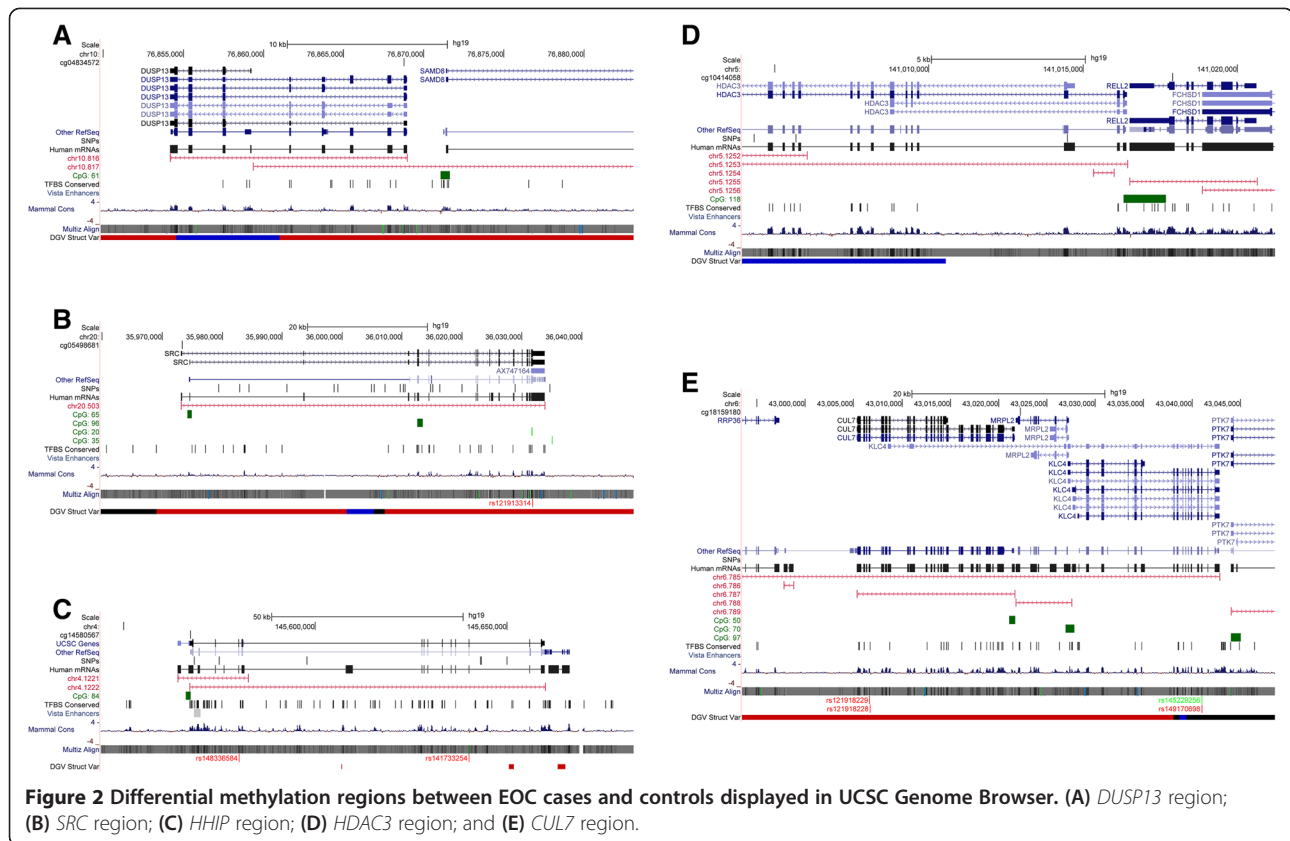 A
Scale
10 kb
hg19
chr10:
76,855,000
76,860,000
76,865,000
76,870,000
76,875,000
76,880,000
cg04834572
DUSP13
SAMD8
DUSP13
SAMD8
DUSP13
DUSP13
DUSP13
DUSP13
DUSP13
Other RefSeq
SNPs
Human mRNAs
chr10.816
chr10.817
CpG: 61
TFBS Conserved
Vista Enhancers
4
Mammal Cons
-4
Multiz Align
DGV Struct Var
B
Scale
20 kb
hg19
chr20:
35,970,000
35,980,000
35,990,000
36,000,000
36,010,000
36,020,000
36,030,000
36,040,000
cg05498681
SRC
SRC
AX747164
Other RefSeq
SNPs
Human mRNAs
chr20.503
CpG: 65
CpG: 96
CpG: 20
CpG: 35
TFBS Conserved
Vista Enhancers
4
Mammal Cons
-4
Multiz Align
rs121913314
DGV Struct Var
C
Scale
50 kb
hg19
chr4:
145,600,000
145,650,000
cg14580567
UCSC Genes
Other RefSeq
SNPs
Human mRNAs
chr4.1221
chr4.1222
CpG: 84
TFBS Conserved
Vista Enhancers
4
Mammal Cons
-4
Multiz Align
rs148336584
rs141733254
DGV Struct Var
D
Scale
5 kb
hg19
chr5:
141,010,000
141,015,000
141,020,000
cg10414058
HDAC3
RELL2
HDAC3
FCHSD1
HDAC3
FCHSD1
RELL2
Other RefSeq
SNPs
Human mRNAs
chr5.1252
chr5.1253
chr5.1254
chr5.1255
chr5.1256
CpG: 118
TFBS Conserved
Vista Enhancers
4
Mammal Cons
-4
Multiz Align
DGV Struct Var
E
Scale
20 kb
hg19
chr6:
43,000,000
43,005,000
43,010,000
43,015,000
43,020,000
43,025,000
43,030,000
43,035,000
43,040,000
43,045,000
cg18159180
RRP36
CUL7
MRPL2
PTK7
CUL7
MRPL2
PTK7
CUL7
MRPL2
PTK7
KLC4
PTK7
MRPL2
PTK7
KLC4
PTK7
KLC4
KLC4
KLC4
KLC4
KLC4
PTK7
PTK7
PTK7
Other RefSeq
SNPs
Human mRNAs
chr6.785
chr6.786
chr6.787
chr6.788
chr6.789
CpG: 50
CpG: 70
CpG: 97
TFBS Conserved
Vista Enhancers
4
Mammal Cons
-4
Multiz Align
rs121918229
rs145229256
rs121918228
rs149170698
DGV Struct Var
Figure 2 Differential methylation regions between EOC cases and controls displayed in UCSC Genome Browser. (A) DUSP13 region;
(B) SRC region; (C) HHIP region; (D) HDAC3 region; and (E) CUL7 region.